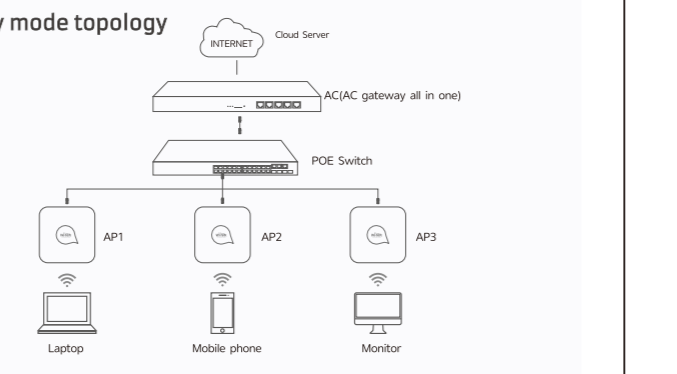 y mode topology
INTERNET
Cloud Server
AC(AC gateway all in one)
POE Switch
AP1
AP2
AP3
Laptop
Mobile phone
Monitor